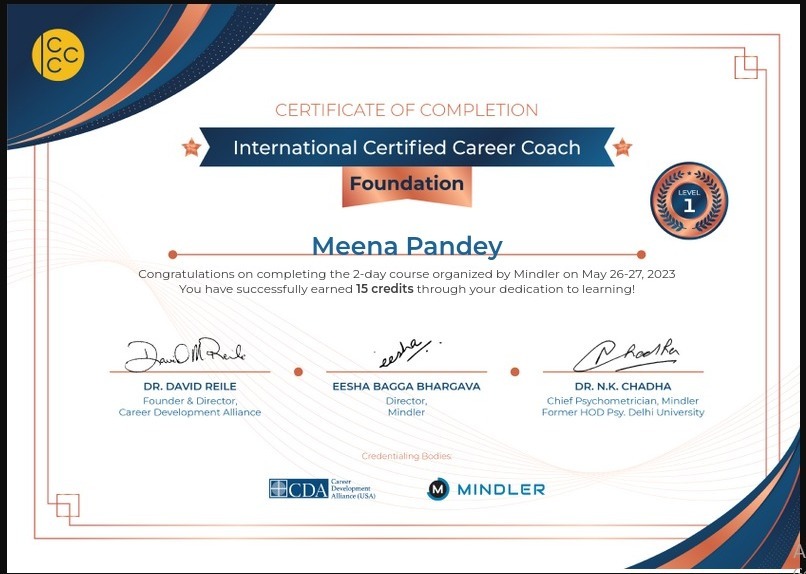 CCCC
CERTIFICATE OF COMPLETION
International Certified Career Coach
Foundation
LEVEL
1
Meena Pandey
Congratulations on completing the 2-day course organized by Mindler on May 26-27, 2023
You have successfully earned 15 credits through your dedication to learning!
David M Reile
eesha
N Chadha
DR. DAVID REILE
EESHA BAGGA BHARGAVA
DR. N.K. CHADHA
Founder & Director,
Career Development Alliance
Director,
Mindler
Chief Psychometrician, Mindler
Former HOD Psy. Delhi University
Credentialing Bodies:
CDA
Career
Development
Alliance (USA)
M MINDLER